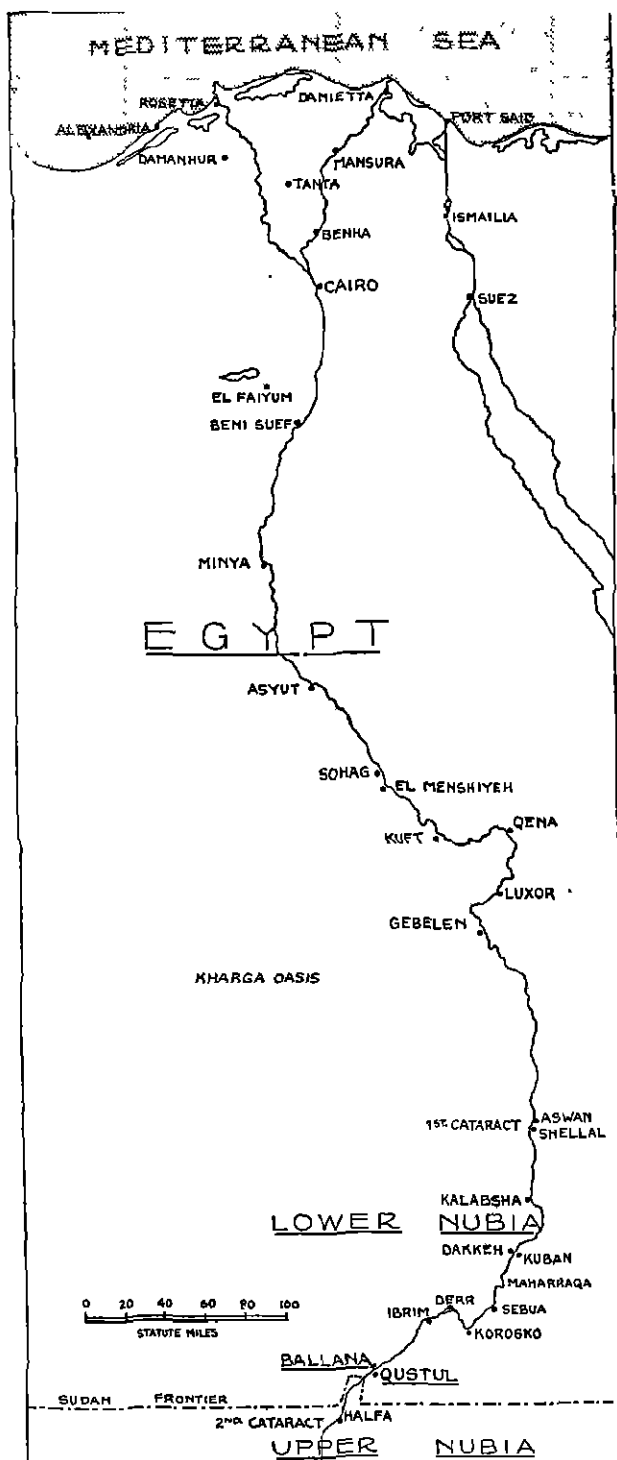 MEDITERRANEAN SEA
ROSETTA
DAMIETTA
ALEXANDRIA
PORT SAID
DAMANHUR
MANSURA
TANTA
ISMAILIA
BENHA
CAIRO
SUEZ
EL FAIYUM
BENI SUEF
MINYA
EGYPT
ASYUT
SOHAG
EL MENSHIYEH
QENA
KUFT
LUXOR
GEBELEN
KHARGA OASIS
1ST. CATARACT
ASWAN
SHELLAL
KALABSHA
LOWER NUBIA
DAKKEH
KUBAN
MAHARRAQA
0 20 40 60 80 100
STATUTE MILES
DERR
IBRIM
SEBUA
KOROSKO
BALLANA
QUSTUL
SUDAN FRONTIER
2ND CATARACT
HALFA
UPPER NUBIA